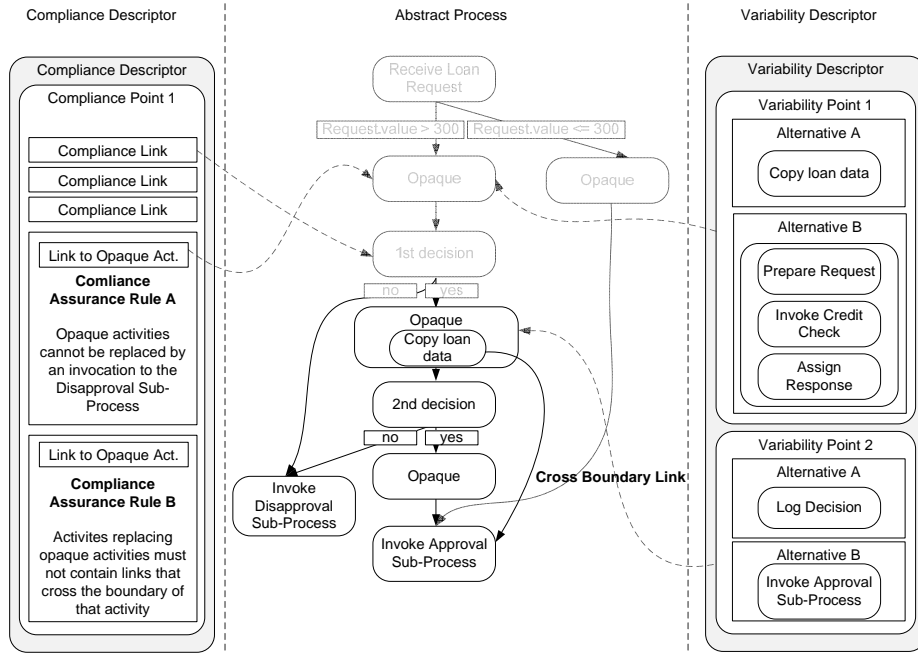 Compliance Descriptor
Abstract Process
Variability Descriptor
Compliance Descriptor
Compliance Point 1
Compliance Link
Compliance Link
Compliance Link
Link to Opaque Act.
Comliance
Assurance Rule A
Opaque activities
cannot be replaced by
an invocation to the
Disapproval Sub-
Process
Link to Opaque Act.
Compliance
Assurance Rule B
Activites replacing
opaque activities must
not contain links that
cross the boundary of
that activity
Receive Loan
Request
Request.value > 300
Request.value <= 300
Opaque
Opaque
1st decision
no
yes
Opaque
Copy loan
data
2nd decision
no
yes
Opaque
Cross Boundary Link
Invoke
Disapproval
Sub-Process
Invoke Approval
Sub-Process
Variability Descriptor
Variability Point 1
Alternative A
Copy loan data
Alternative B
Prepare Request
Invoke Credit
Check
Assign
Response
Variability Point 2
Alternative A
Log Decision
Alternative B
Invoke Approval
Sub-Process